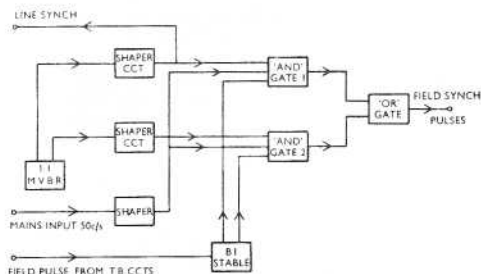 LINE SYNCH
SHAPER
CCT
'AND'
GATE 1
'OR'
GATE
FIELD SYNCH
PULSES
SHAPER
CCT
'AND'
GATE 2
1 1
M V B R
SHAPER
MAINS INPUT 50c/s
BI
STABLE
FIELD PULSE FROM T.B CCTS